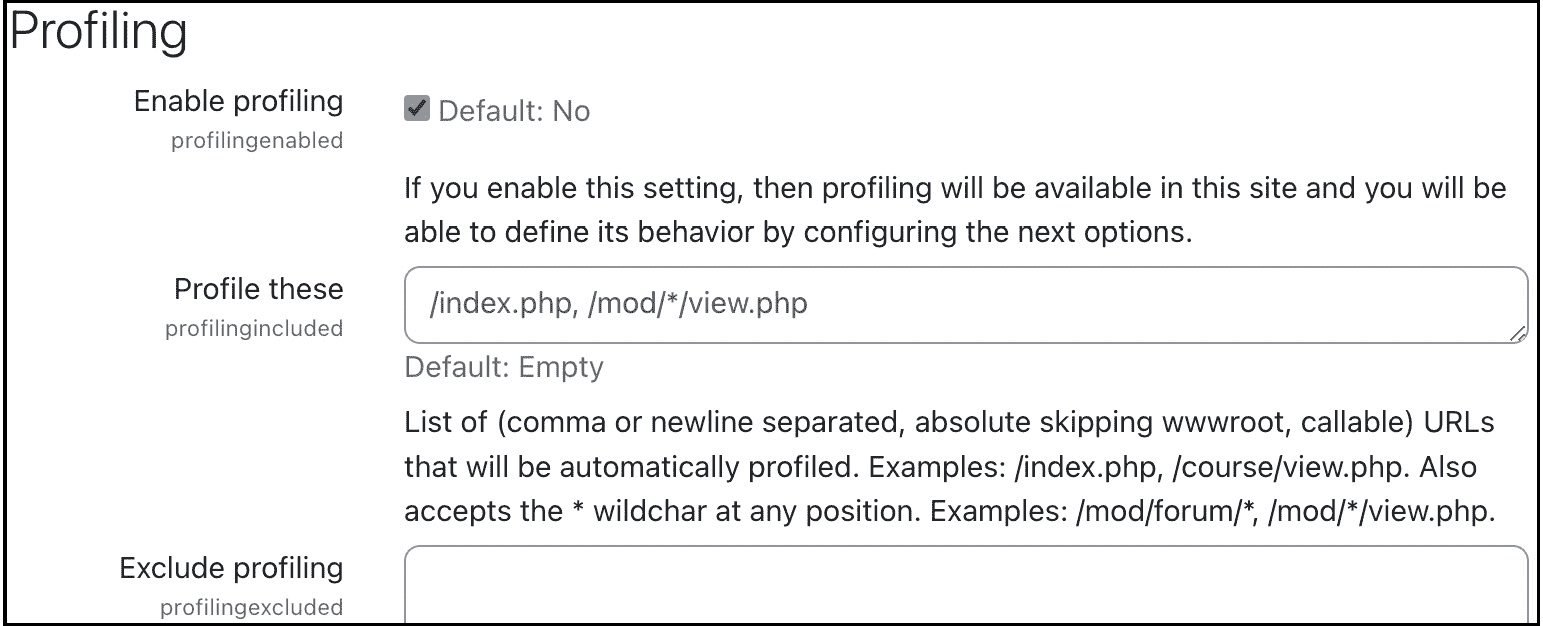 Profiling
Enable profiling
Default: No
profilingenabled
If you enable this setting, then profiling will be available in this site and you will be
able to define its behavior by configuring the next options.
Profile these
/index.php, /mod/*/view.php
profilingincluded
Default: Empty
List of (comma or newline separated, absolute skipping wwwroot, callable) URLs
that will be automatically profiled. Examples: /index.php, /course/view.php. Also
accepts the * wildchar at any position. Examples: /mod/forum/*, /mod/*/view.php.
Exclude profiling
profilingexcluded